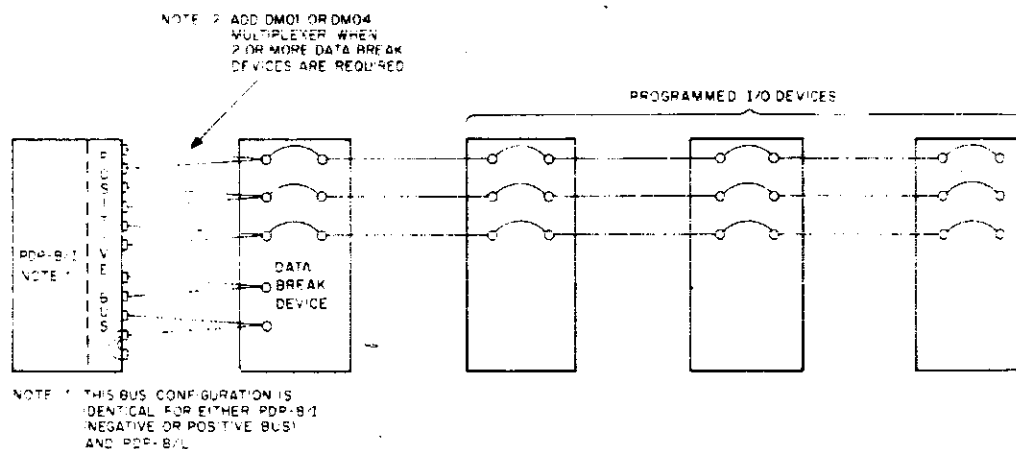 NOTE 2 ADD DM01 OR DM04
MULTIPLEXER WHEN
2 OR MORE DATA BREAK
DEVICES ARE REQUIRED
PROGRAMMED I/O DEVICES
POSITIVE BUS
PDP-8/I
NOTE 1
DATA
BREAK
DEVICE
NOTE 1 THIS BUS CONFIGURATION IS
IDENTICAL FOR EITHER PDP-8/I
(NEGATIVE OR POSITIVE BUS)
AND PDP-8/L